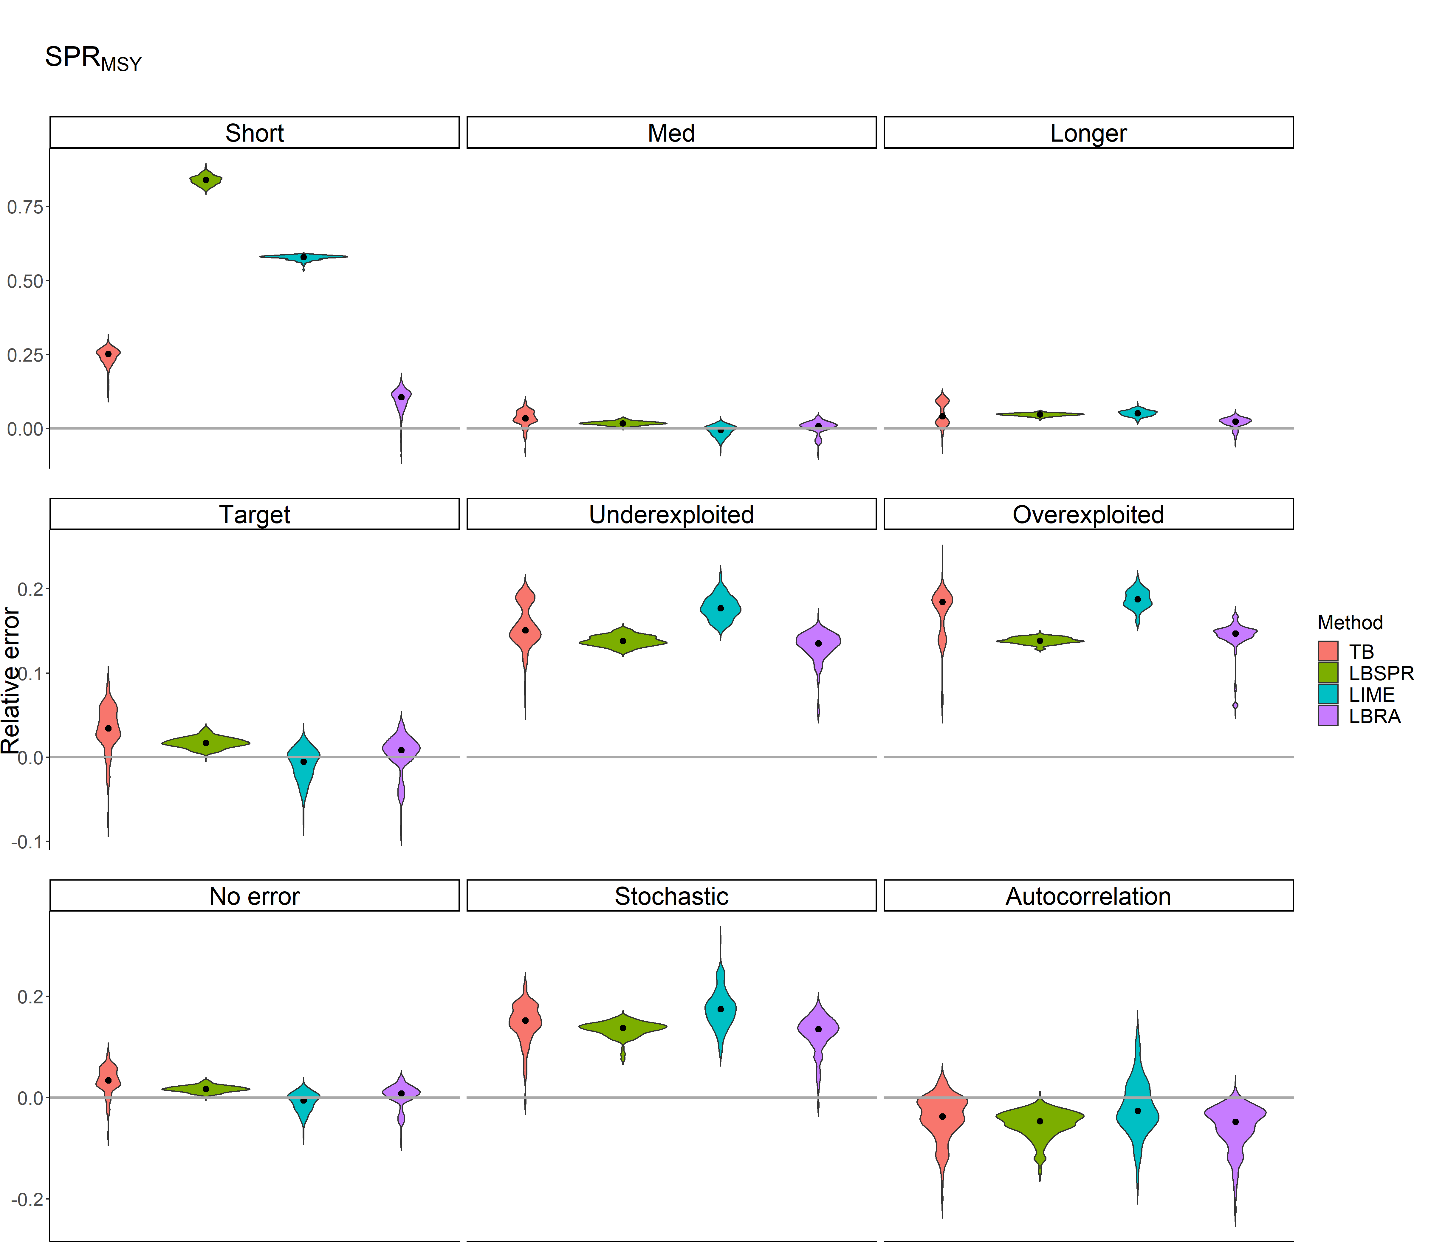 SPRMSY
Short Med Longer
0.75
0.50
0.25
0.00
Target Underexploited Overexploited
0.2
0.1
0.0
-0.1
Relative error
Method
TB
LBSPR
LIME
LBRA
No error Stochastic Autocorrelation
0.2
0.0
-0.2